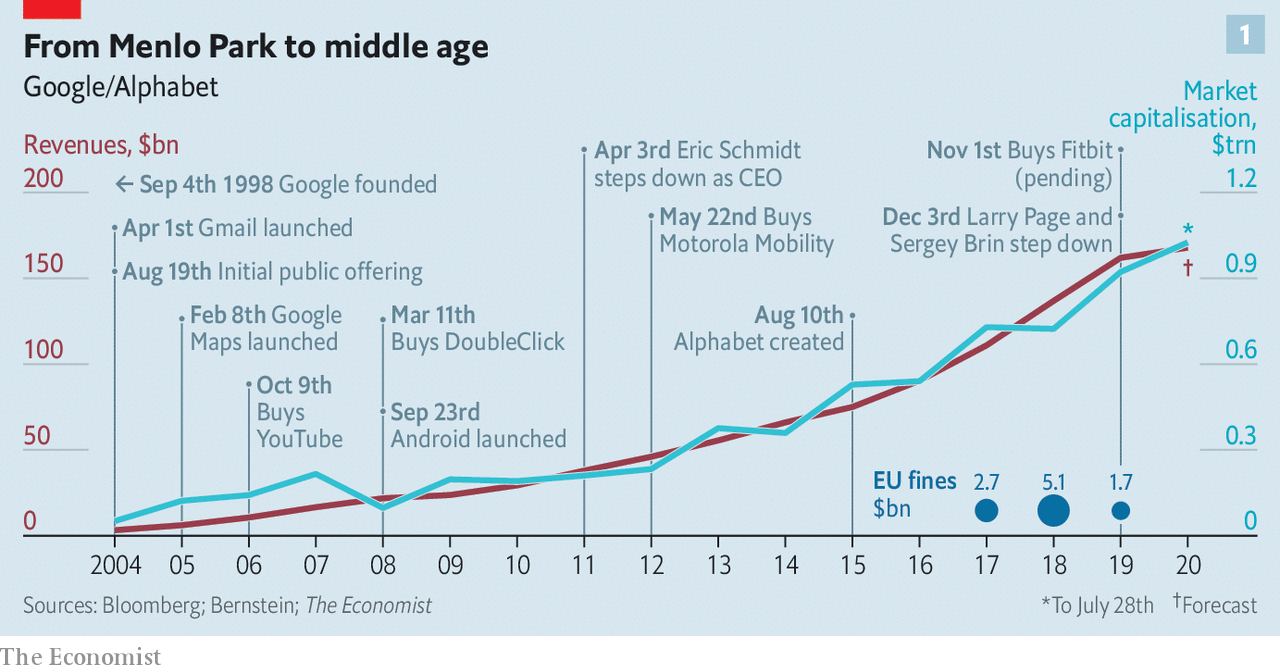 From Menlo Park to middle age
1
Google/Alphabet
Revenues, $bn
Market
capitalisation,
$trn
200
150
100
50
0
1.2
0.9
0.6
0.3
0
← Sep 4th 1998 Google founded
Apr 1st Gmail launched
Aug 19th Initial public offering
Feb 8th Google
Maps launched
Oct 9th
Buys
YouTube
Mar 11th
Buys DoubleClick
Sep 23rd
Android launched
Apr 3rd Eric Schmidt
steps down as CEO
May 22nd Buys
Motorola Mobility
Aug 10th
Alphabet created
Nov 1st Buys Fitbit
(pending)
Dec 3rd Larry Page and
Sergey Brin step down
*
†
EU fines 2.7 5.1 1.7
$bn
2004 05 06 07 08 09 10 11 12 13 14 15 16 17 18 19 20
Sources: Bloomberg; Bernstein; The Economist
*To July 28th †Forecast
The Economist